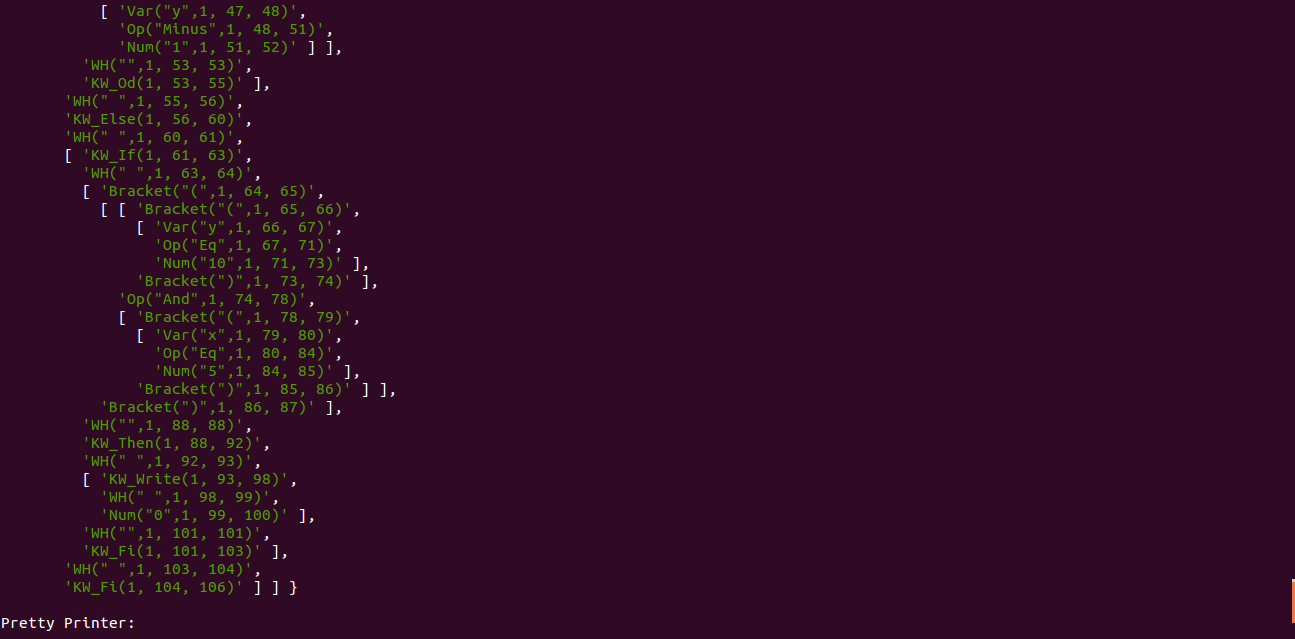 [ 'Var("y",1, 47, 48)',
'Op("Minus",1, 48, 51)',
'Num("1",1, 51, 52)' ] ],
'WH("",1, 53, 53)',
'KW_Od(1, 53, 55)' ],
'WH(" ",1, 55, 56)',
'KW_Else(1, 56, 60)',
'WH(" ",1, 60, 61)',
[ 'KW_If(1, 61, 63)',
'WH(" ",1, 63, 64)',
[ 'Bracket("(",1, 64, 65)',
[ [ 'Bracket("(",1, 65, 66)',
[ 'Var("y",1, 66, 67)',
'Op("Eq",1, 67, 71)',
'Num("10",1, 71, 73)' ],
'Bracket(")",1, 73, 74)' ],
'Op("And",1, 74, 78)',
[ 'Bracket("(",1, 78, 79)',
[ 'Var("x",1, 79, 80)',
'Op("Eq",1, 80, 84)',
'Num("5",1, 84, 85)' ],
'Bracket(")",1, 85, 86)' ] ],
'Bracket(")",1, 86, 87)' ],
'WH("",1, 88, 88)',
'KW_Then(1, 88, 92)',
'WH(" ",1, 92, 93)',
[ 'KW_Write(1, 93, 98)',
'WH(" ",1, 98, 99)',
'Num("0",1, 99, 100)' ],
'WH("",1, 101, 101)',
'KW_Fi(1, 101, 103)' ],
'WH(" ",1, 103, 104)',
'KW_Fi(1, 104, 106)' ] ] }
Pretty Printer: